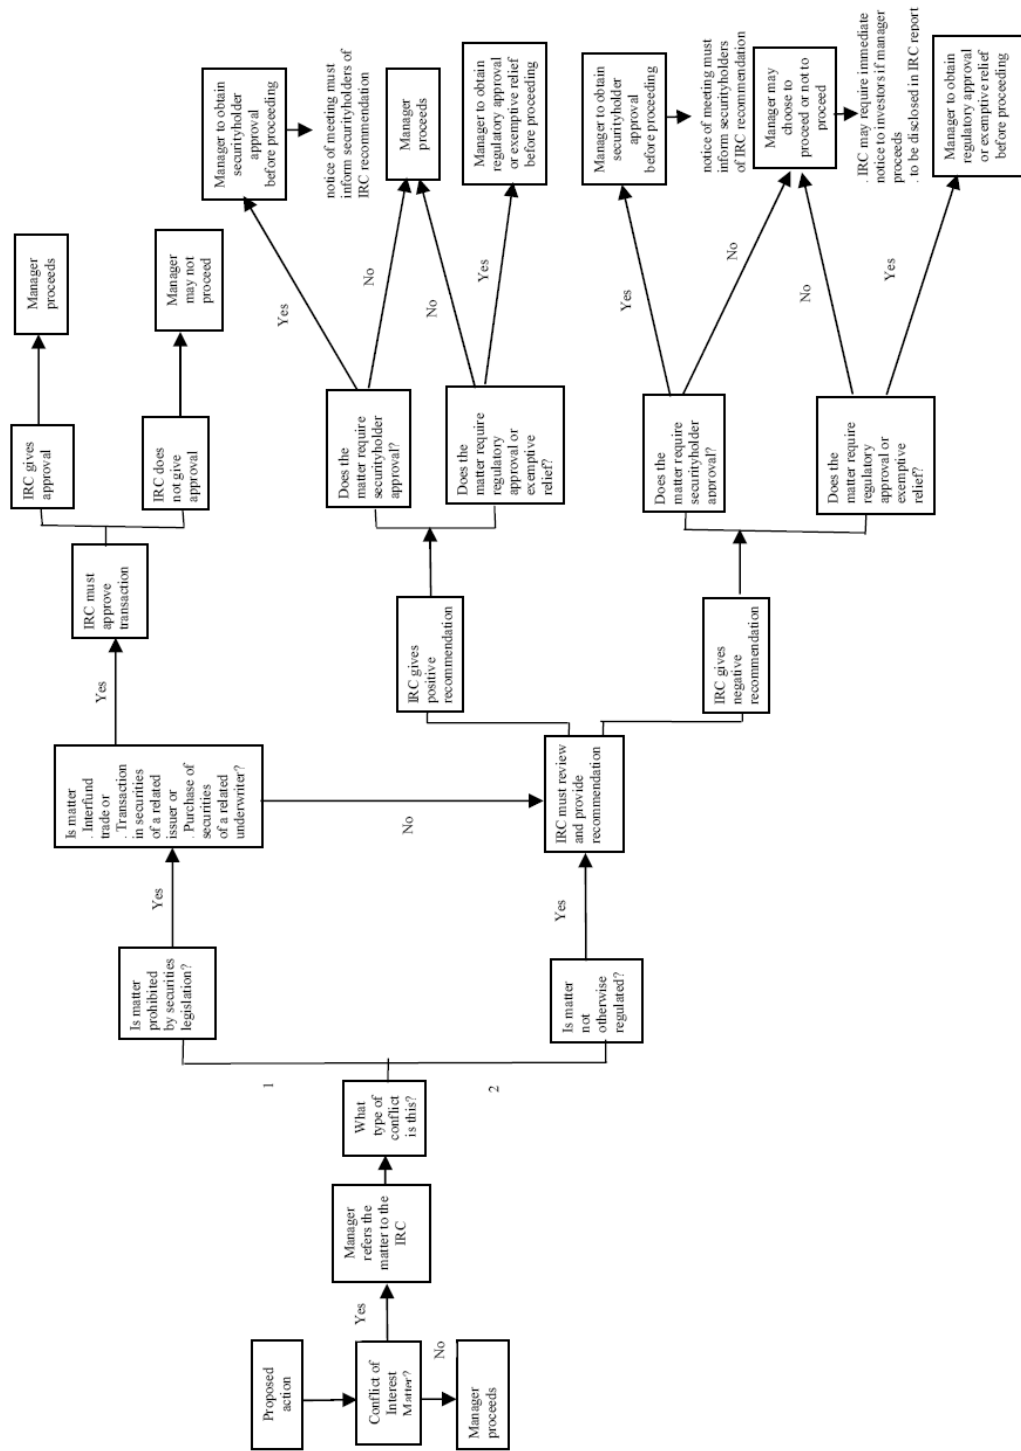 Proposed
action
Conflict of
Interest
Matter?
No
Manager
proceeds
Yes
Manager
refers the
matter to the
IRC
What
type of
conflict
is this?
1
2
Is matter
prohibited
by securities
legislation?
Yes
Is matter
. Interfund
trade or
. Transaction
in securities
of a related
issuer or
. Purchase of
securities
of a related
underwriter?
Yes
No
IRC must
approve
transaction
IRC gives
approval
Manager
proceeds
IRC does
not give
approval
Manager
may not
proceed
Is matter
not
otherwise
regulated?
Yes
IRC must review
and provide
recommendation
IRC gives
positive
recommendation
Does the
matter require
securityholder
approval?
Yes
Manager to obtain
securityholder
approval
before proceeding
notice of meeting must
inform securityholders of
IRC recommendation
No
Manager
proceeds
Does the
matter require
regulatory
approval or
exemptive
relief?
No
Yes
Manager to obtain
regulatory approval
or exemptive relief
before proceeding
IRC gives
negative
recommendation
Does the
matter require
securityholder
approval?
Yes
Manager to obtain
securityholder
approval
before proceeding
notice of meeting must
inform securityholders
of IRC recommendation
No
Manager may
choose to
proceed or not to
proceed
. IRC may require immediate
notice to investors if manager
proceeds
. to be disclosed in IRC report
Does the
matter require
regulatory
approval or
exemptive
relief?
No
Yes
Manager to obtain
regulatory approval
or exemptive relief
before proceeding